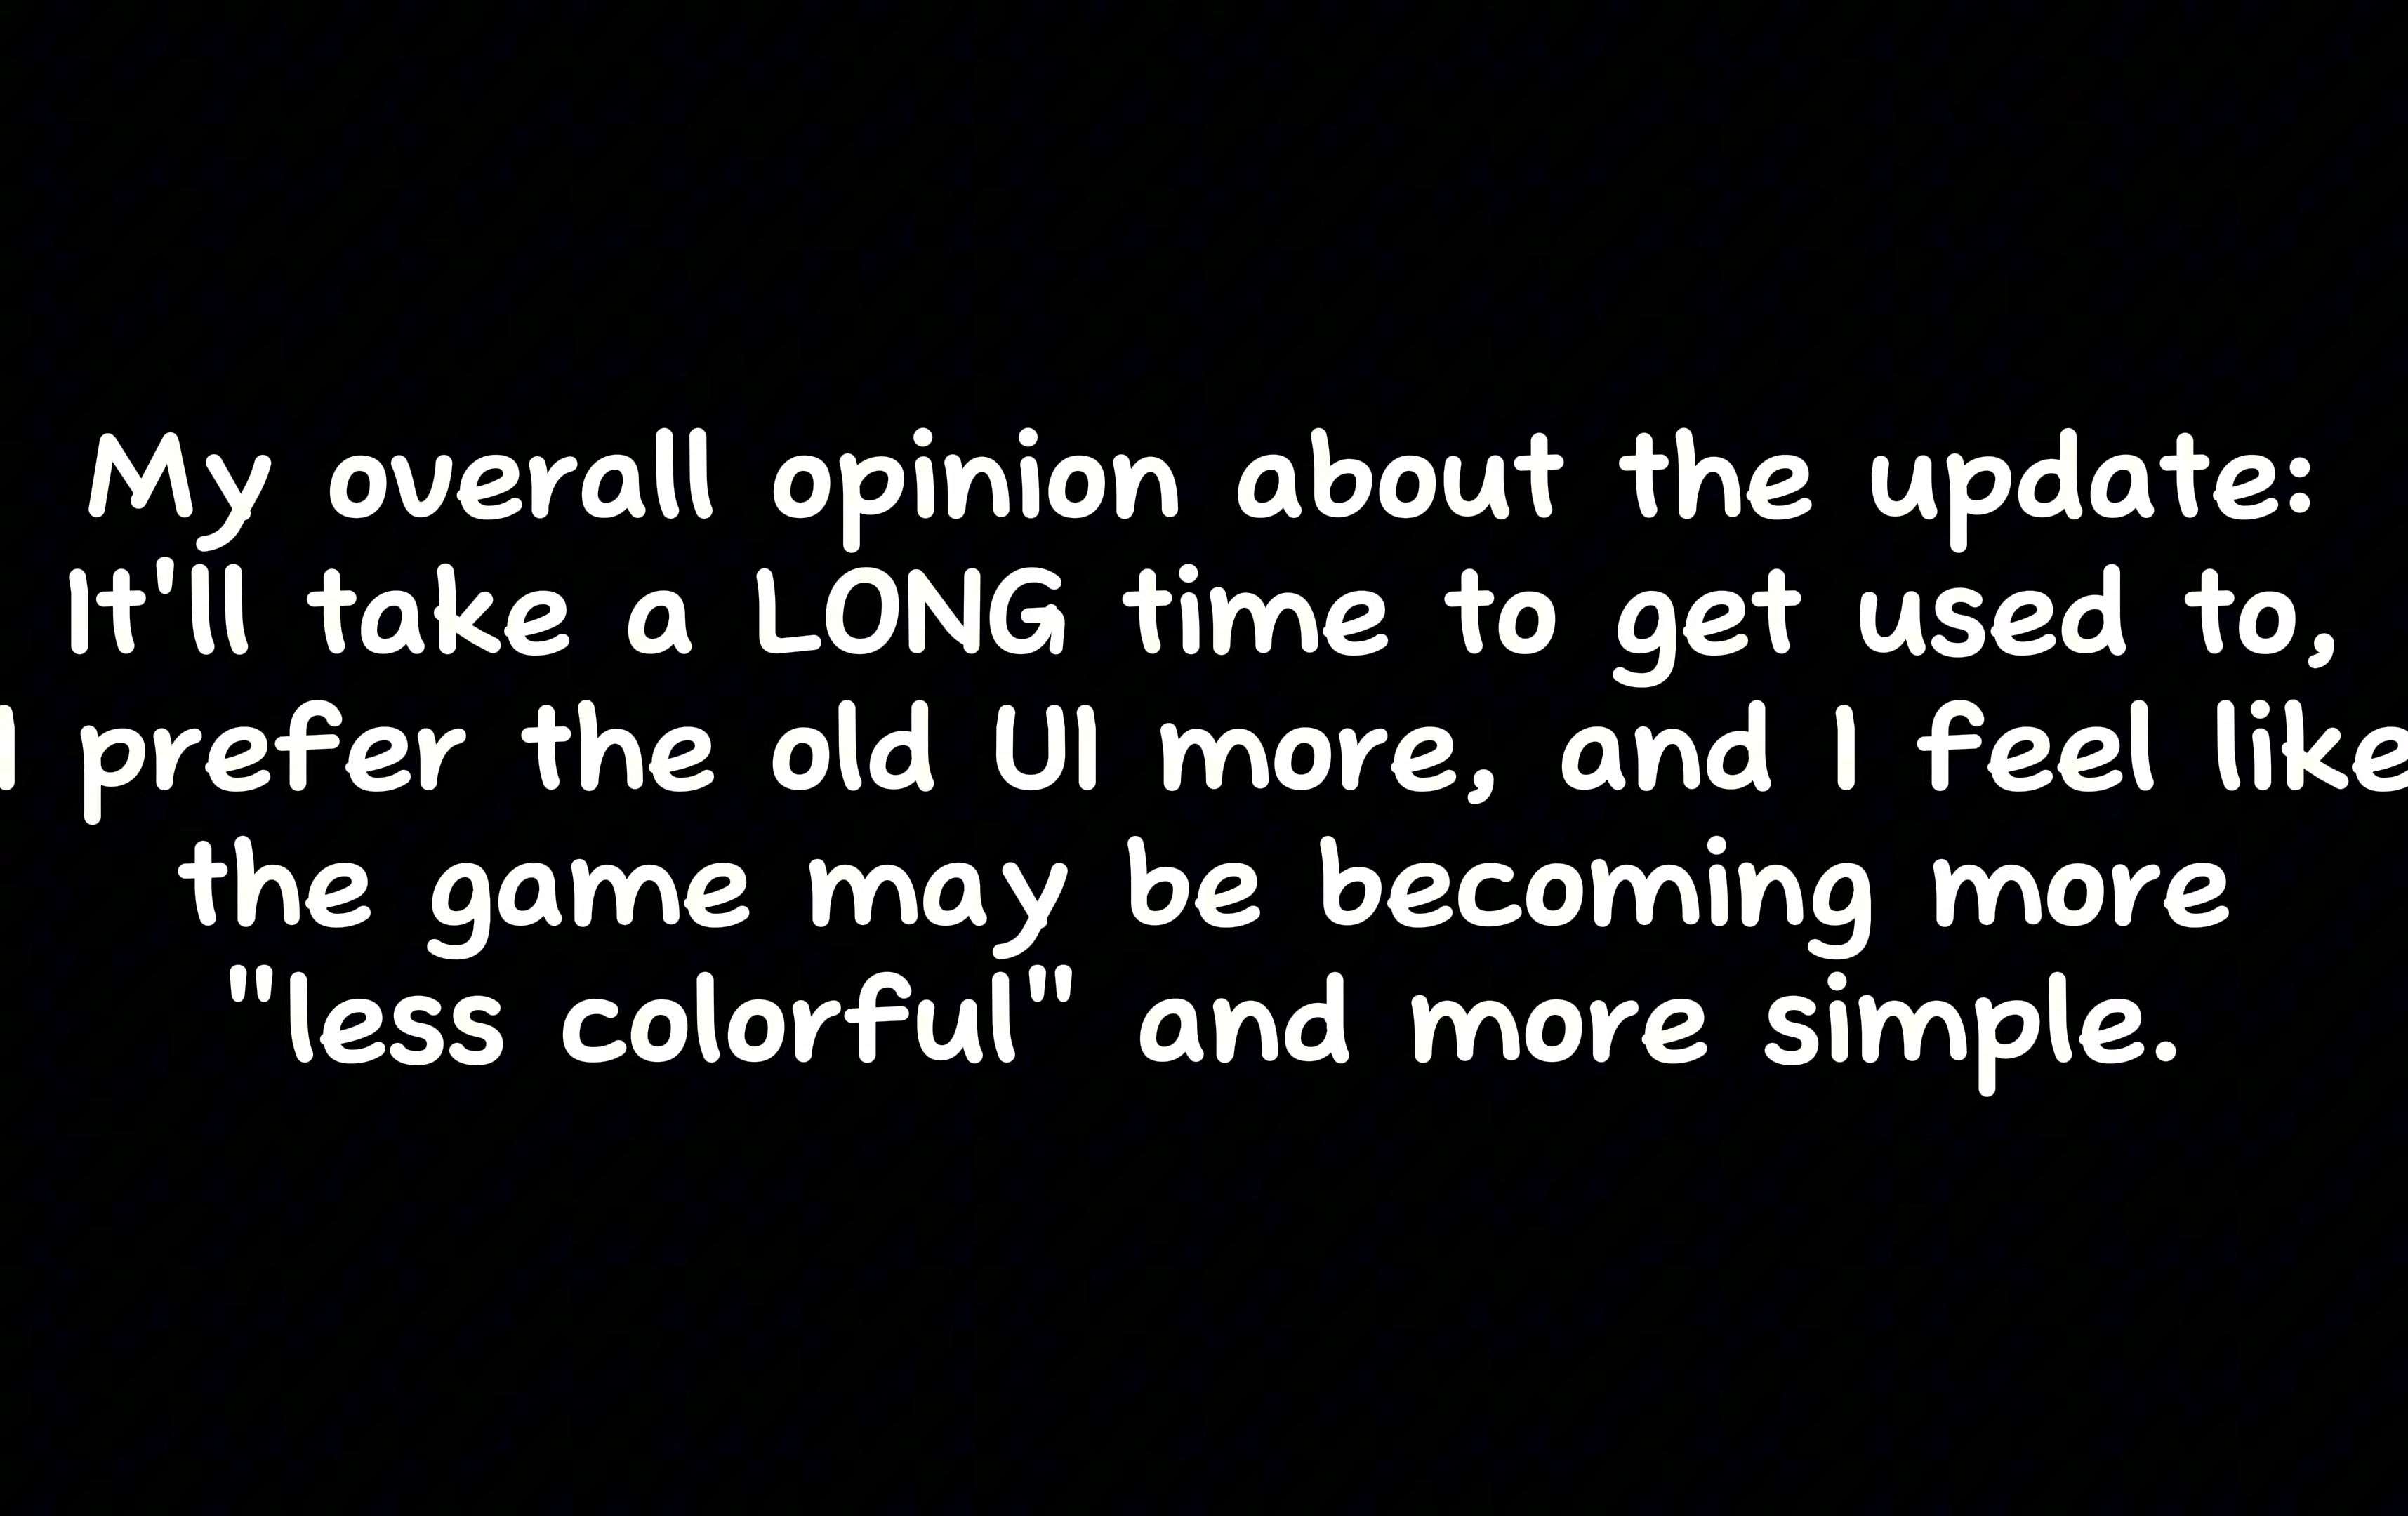 My overall opinion about the update:
It'll take a LONG time to get used to,
I prefer the old UI more, and I feel like
the game may be becoming more
"less colorful" and more simple.